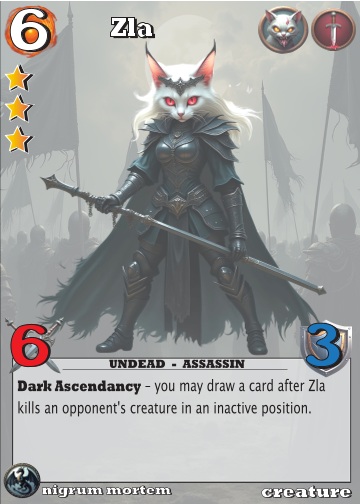 6
Zla
6
3
UNDEAD - ASSASSIN
Dark Ascendancy - you may draw a card after Zla
kills an opponent's creature in an inactive position.
nigrum mortem
creature